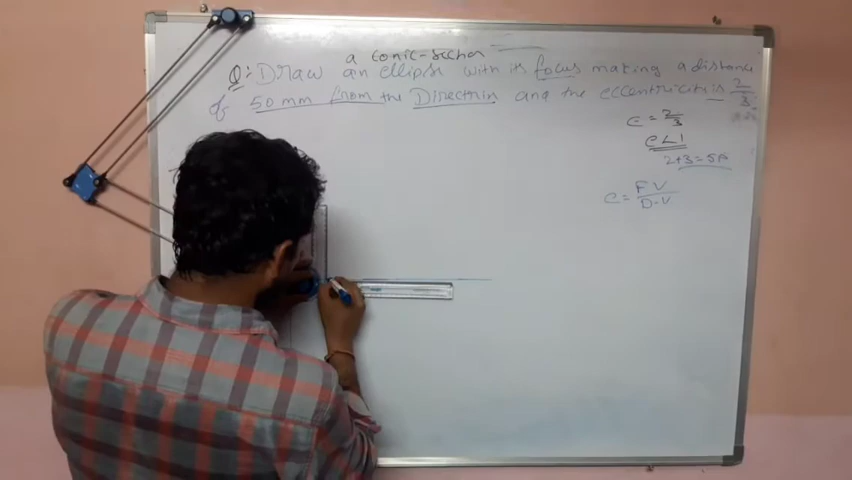 a conic-section
Q: Draw an ellipse with its focus making a distance
of 50 mm from the Directrix and the eccentricity is 2/3
e = 2/3
e < 1
2+3=5P
e = FV/D-V